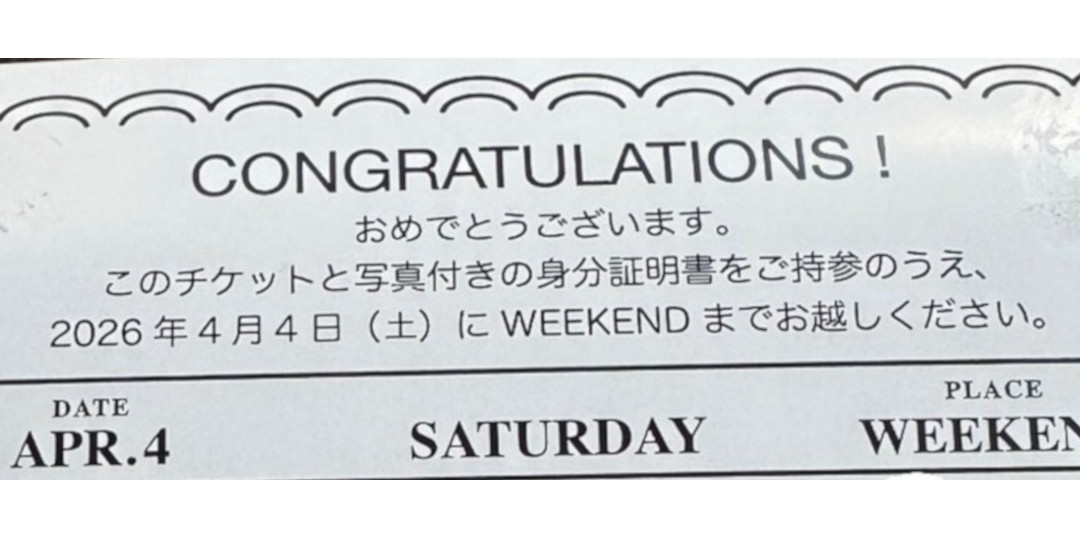 CONGRATULATIONS !
おめでとうございます。
このチケットと写真付きの身分証明書をご持参のうえ、
2026 年 4 月 4 日（土）に WEEKEND までお越しください。
DATE
APR. 4
SATURDAY
PLACE
WEEKEN